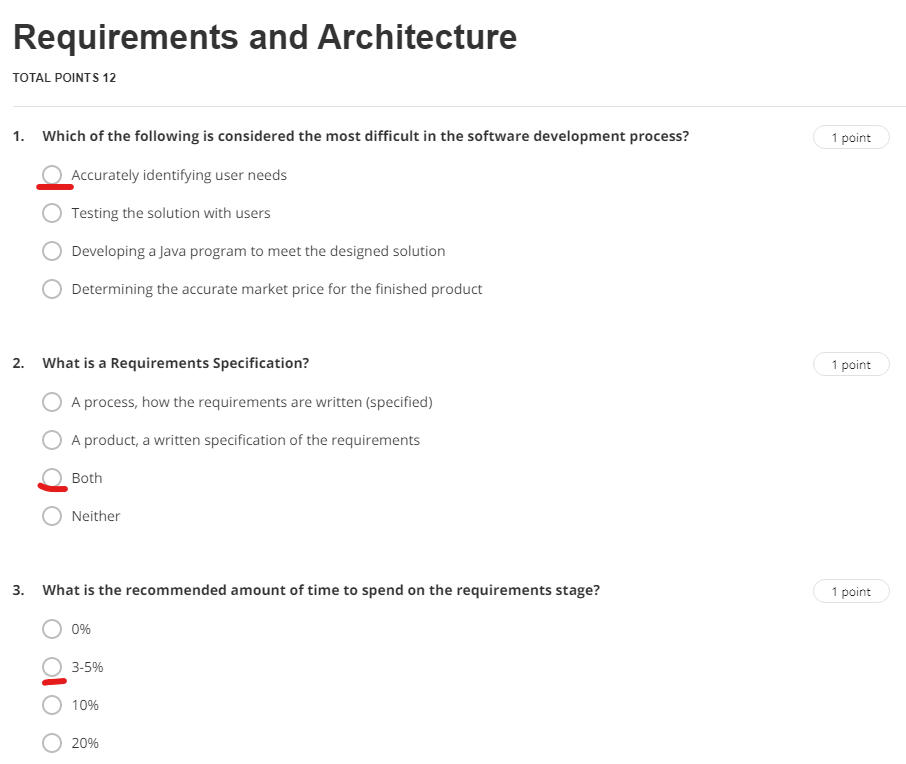 Requirements and Architecture
TOTAL POINTS 12
1. Which of the following is considered the most difficult in the software development process? 1 point
Accurately identifying user needs
Testing the solution with users
Developing a Java program to meet the designed solution
Determining the accurate market price for the finished product
2. What is a Requirements Specification? 1 point
A process, how the requirements are written (specified)
A product, a written specification of the requirements
Both
Neither
3. What is the recommended amount of time to spend on the requirements stage? 1 point
0%
3-5%
10%
20%